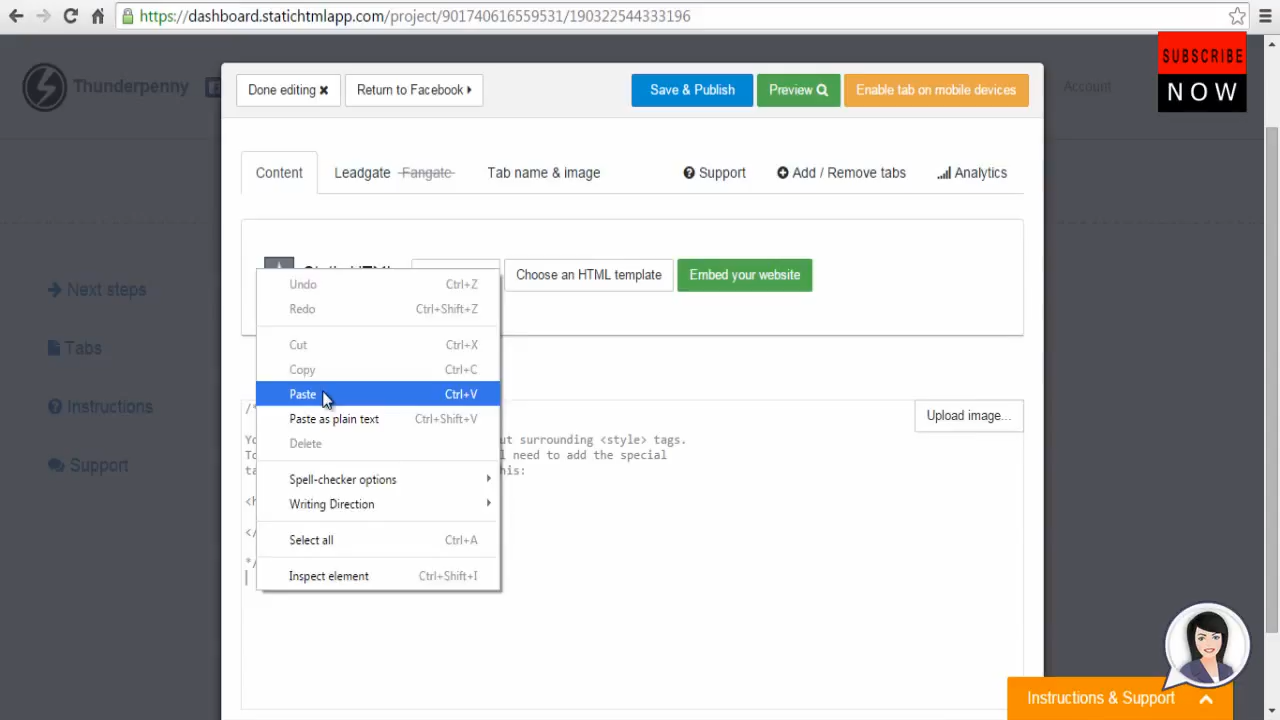 https://dashboard.statichtmlapp.com/project/901740616559531/190322544333196
SUBSCRIBE
NOW
Thunderpenny
Account
Done editing ✖
Return to Facebook
Save & Publish
Preview
Enable tab on mobile devices
Content
Leadgate
Fangate
Tab name & image
Support
Add / Remove tabs
Analytics
Choose an HTML template
Embed your website
Next steps
Tabs
Instructions
Support
Undo Ctrl+Z
Redo Ctrl+Shift+Z
Cut Ctrl+X
Copy Ctrl+C
Paste Ctrl+V
Paste as plain text Ctrl+Shift+V
Delete
Spell-checker options
Writing Direction
Select all Ctrl+A
Inspect element Ctrl+Shift+I
Upload image...
surrounding <style> tags.
need to add the special
Instructions & Support